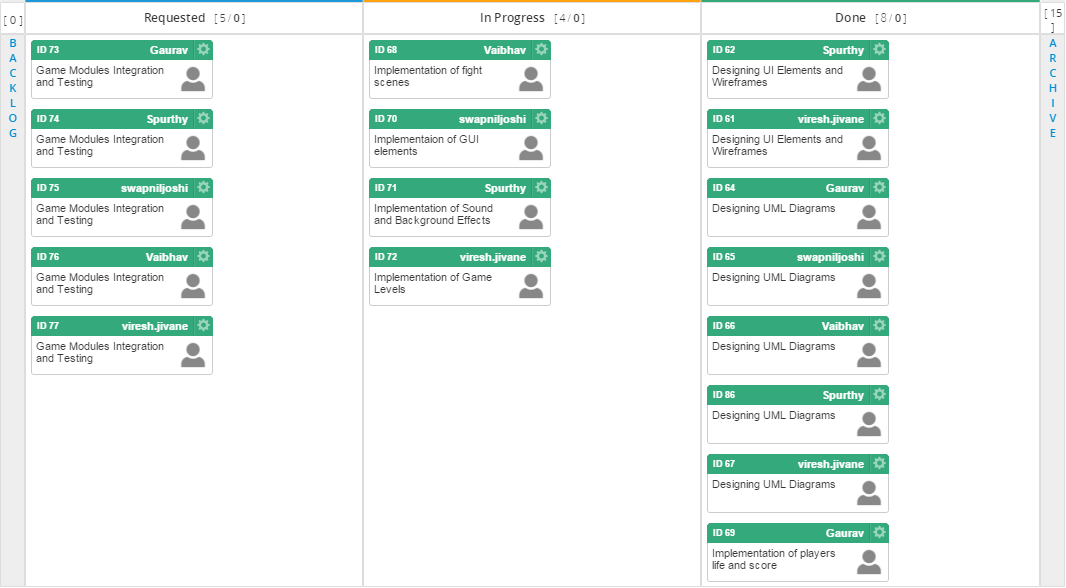 [ 0 ]
BACKLOG
Requested [ 5 / 0 ]
ID 73 Gaurav
Game Modules Integration
and Testing
ID 74 Spurthy
Game Modules Integration
and Testing
ID 75 swapniljoshi
Game Modules Integration
and Testing
ID 76 Vaibhav
Game Modules Integration
and Testing
ID 77 viresh.jivane
Game Modules Integration
and Testing
In Progress [ 4 / 0 ]
ID 68 Vaibhav
Implementation of fight
scenes
ID 70 swapniljoshi
Implementaion of GUI
elements
ID 71 Spurthy
Implementation of Sound
and Background Effects
ID 72 viresh.jivane
Implementation of Game
Levels
Done [ 8 / 0 ]
ID 62 Spurthy
Designing UI Elements and
Wireframes
ID 61 viresh.jivane
Designing UI Elements and
Wireframes
ID 64 Gaurav
Designing UML Diagrams
ID 65 swapniljoshi
Designing UML Diagrams
ID 66 Vaibhav
Designing UML Diagrams
ID 86 Spurthy
Designing UML Diagrams
ID 67 viresh.jivane
Designing UML Diagrams
ID 69 Gaurav
Implementation of players
life and score
[ 15
]
ARCHIVE